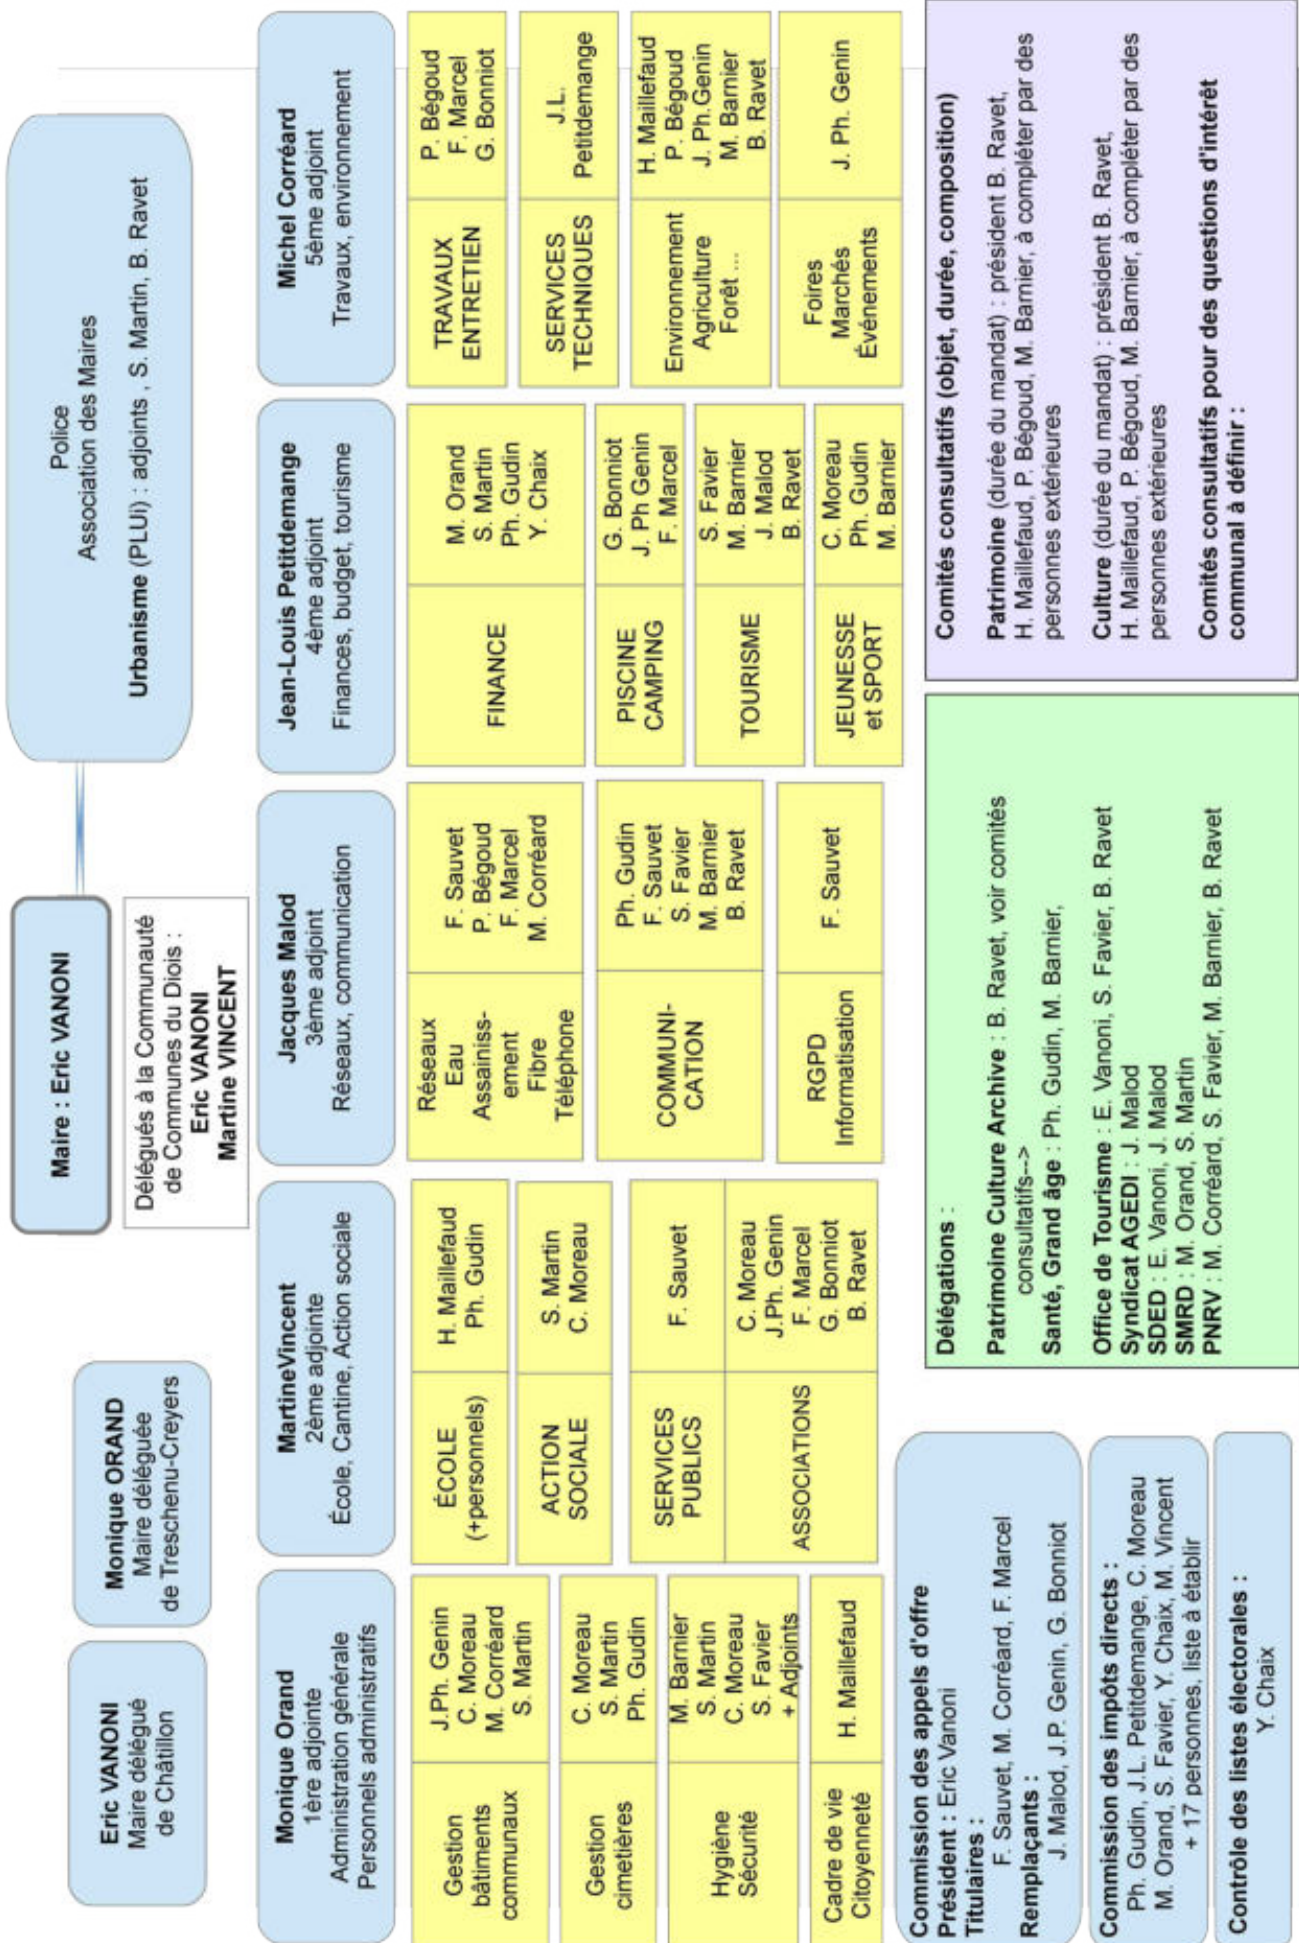 Eric VANONI
Maire délégué
de Châtillon
Monique ORAND
Maire déléguée
de Treschenu-Creyers
Maire : Eric VANONI
Délégués à la Communauté
de Communes du Diois :
Eric VANONI
Martine VINCENT
Police
Association des Maires
Urbanisme (PLUi) : adjoints , S. Martin, B. Ravet
Monique Orand
1ère adjointe
Administration générale
Personnels administratifs
Gestion
bâtiments
communaux
J.Ph. Genin
C. Moreau
M. Corréard
S. Martin
Gestion
cimetières
C. Moreau
S. Martin
Ph. Gudin
Hygiène
Sécurité
M. Barnier
S. Martin
C. Moreau
S. Favier
+ Adjoints
Cadre de vie
Citoyenneté
H. Maillefaud
MartineVincent
2ème adjointe
École, Cantine, Action sociale
ÉCOLE
(+personnels)
H. Maillefaud
Ph. Gudin
ACTION
SOCIALE
S. Martin
C. Moreau
SERVICES
PUBLICS
F. Sauvet
ASSOCIATIONS
C. Moreau
J.Ph. Genin
F. Marcel
G. Bonniot
B. Ravet
Jacques Malod
3ème adjoint
Réseaux, communication
Réseaux
Eau
Assainiss-
ement
Fibre
Téléphone
F. Sauvet
P. Bégoud
F. Marcel
M. Corréard
COMMUNI-
CATION
Ph. Gudin
F. Sauvet
S. Favier
M. Barnier
B. Ravet
RGPD
Informatisation
F. Sauvet
Jean-Louis Petitdemange
4ème adjoint
Finances, budget, tourisme
FINANCE
M. Orand
S. Martin
Ph. Gudin
Y. Chaix
PISCINE
CAMPING
G. Bonniot
J. Ph Genin
F. Marcel
TOURISME
S. Favier
M. Barnier
J. Malod
B. Ravet
JEUNESSE
et SPORT
C. Moreau
Ph. Gudin
M. Barnier
Michel Corréard
5ème adjoint
Travaux, environnement
TRAVAUX
ENTRETIEN
P. Bégoud
F. Marcel
G. Bonniot
SERVICES
TECHNIQUES
J.L.
Petitdemange
Environnement
Agriculture
Forêt ...
H. Maillefaud
P. Bégoud
J. Ph.Genin
M. Barnier
B. Ravet
Foires
Marchés
Événements
J. Ph. Genin
Commission des appels d'offre
Président : Eric Vanoni
Titulaires :
F. Sauvet, M. Corréard, F. Marcel
Remplaçants :
J. Malod, J.P. Genin, G. Bonniot
Commission des impôts directs :
Ph. Gudin, J.L. Petitdemange, C. Moreau
M. Orand, S. Favier, Y. Chaix, M. Vincent
+ 17 personnes, liste à établir
Contrôle des listes électorales :
Y. Chaix
Délégations :
Patrimoine Culture Archive : B. Ravet, voir comités
consultatifs-->
Santé, Grand âge : Ph. Gudin, M. Barnier,
Office de Tourisme : E. Vanoni, S. Favier, B. Ravet
Syndicat AGEDI : J. Malod
SDED : E. Vanoni, J. Malod
SMRD : M. Orand, S. Martin
PNRV : M. Corréard, S. Favier, M. Barnier, B. Ravet
Comités consultatifs (objet, durée, composition)
Patrimoine (durée du mandat) : président B. Ravet,
H. Maillefaud, P. Bégoud, M. Barnier, à compléter par des
personnes extérieures
Culture (durée du mandat) : président B. Ravet,
H. Maillefaud, P. Bégoud, M. Barnier, à compléter par des
personnes extérieures
Comités consultatifs pour des questions d'intérêt
communal à définir :